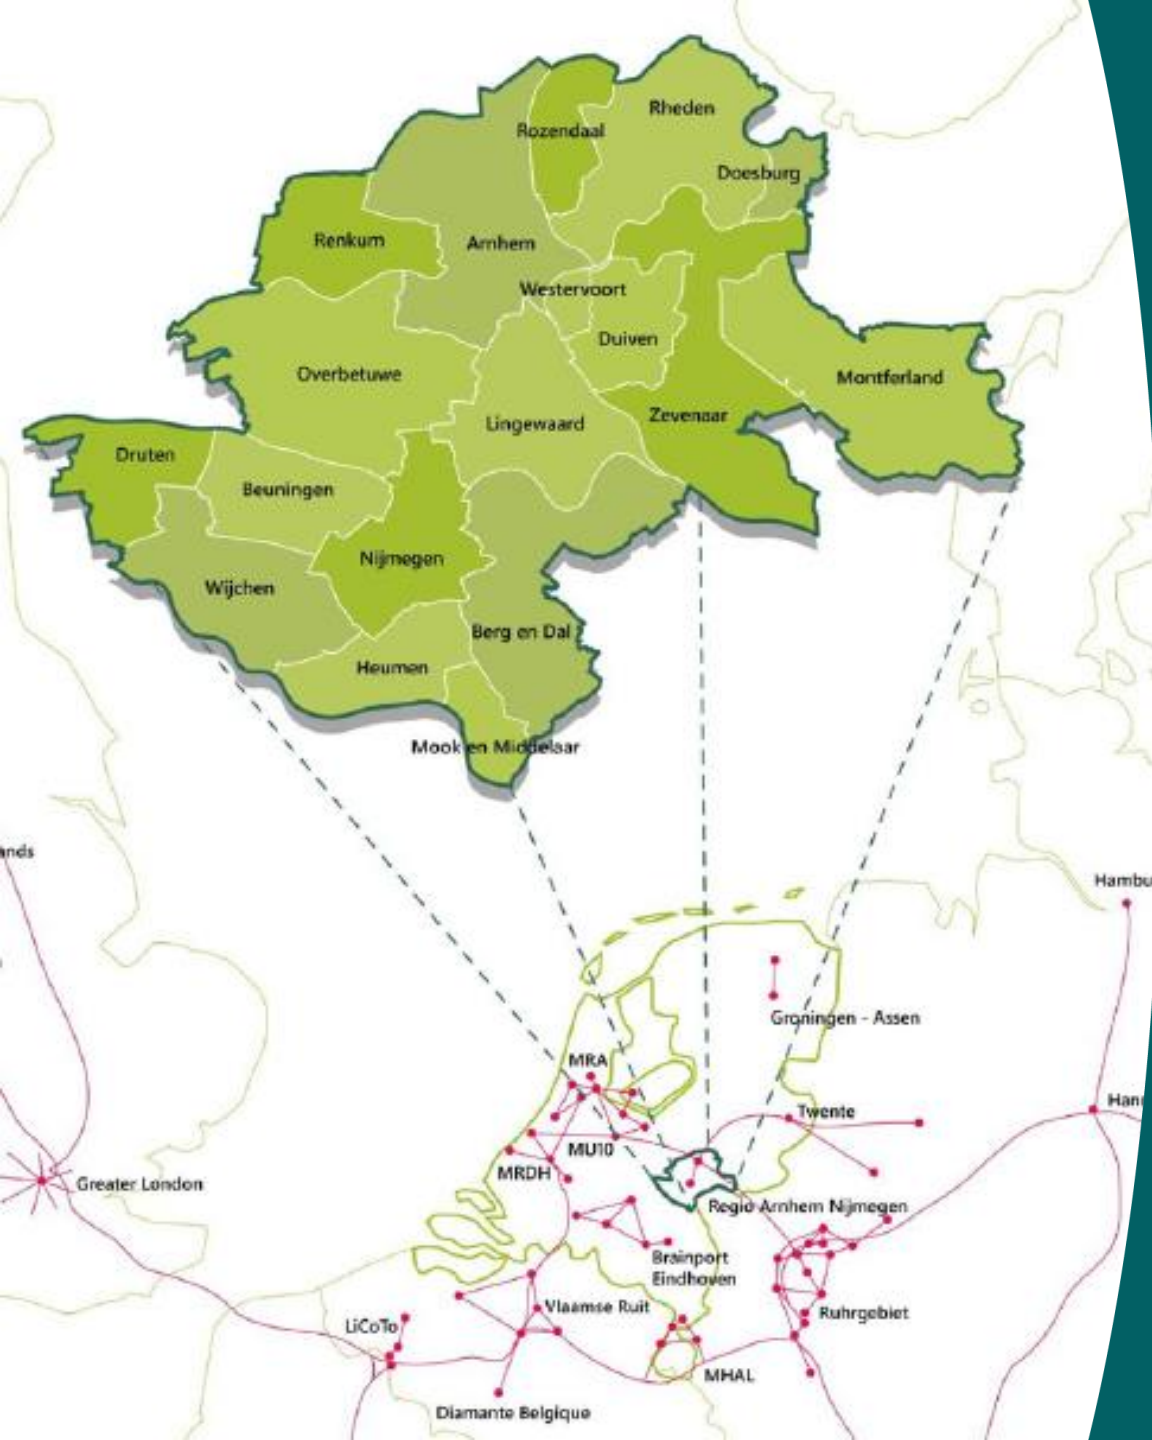 Rheden
Rozendaal
Doesburg
Renkum
Arnhem
Westervoort
Duiven
Overbetuwe
Montferland
Zevenaar
Lingewaard
Druten
Beuningen
Nijmegen
Wijchen
Berg en Dal
Heumen
Mook en Middelaar
ands
Hambu
Groningen - Assen
MRA
Hann
Twente
MU10
MRDH
Greater London
Regio Arnhem Nijmegen
Brainport
Eindhoven
Vlaamse Ruit
Ruhrgebiet
LiCoTo
MHAL
Diamante Belgique